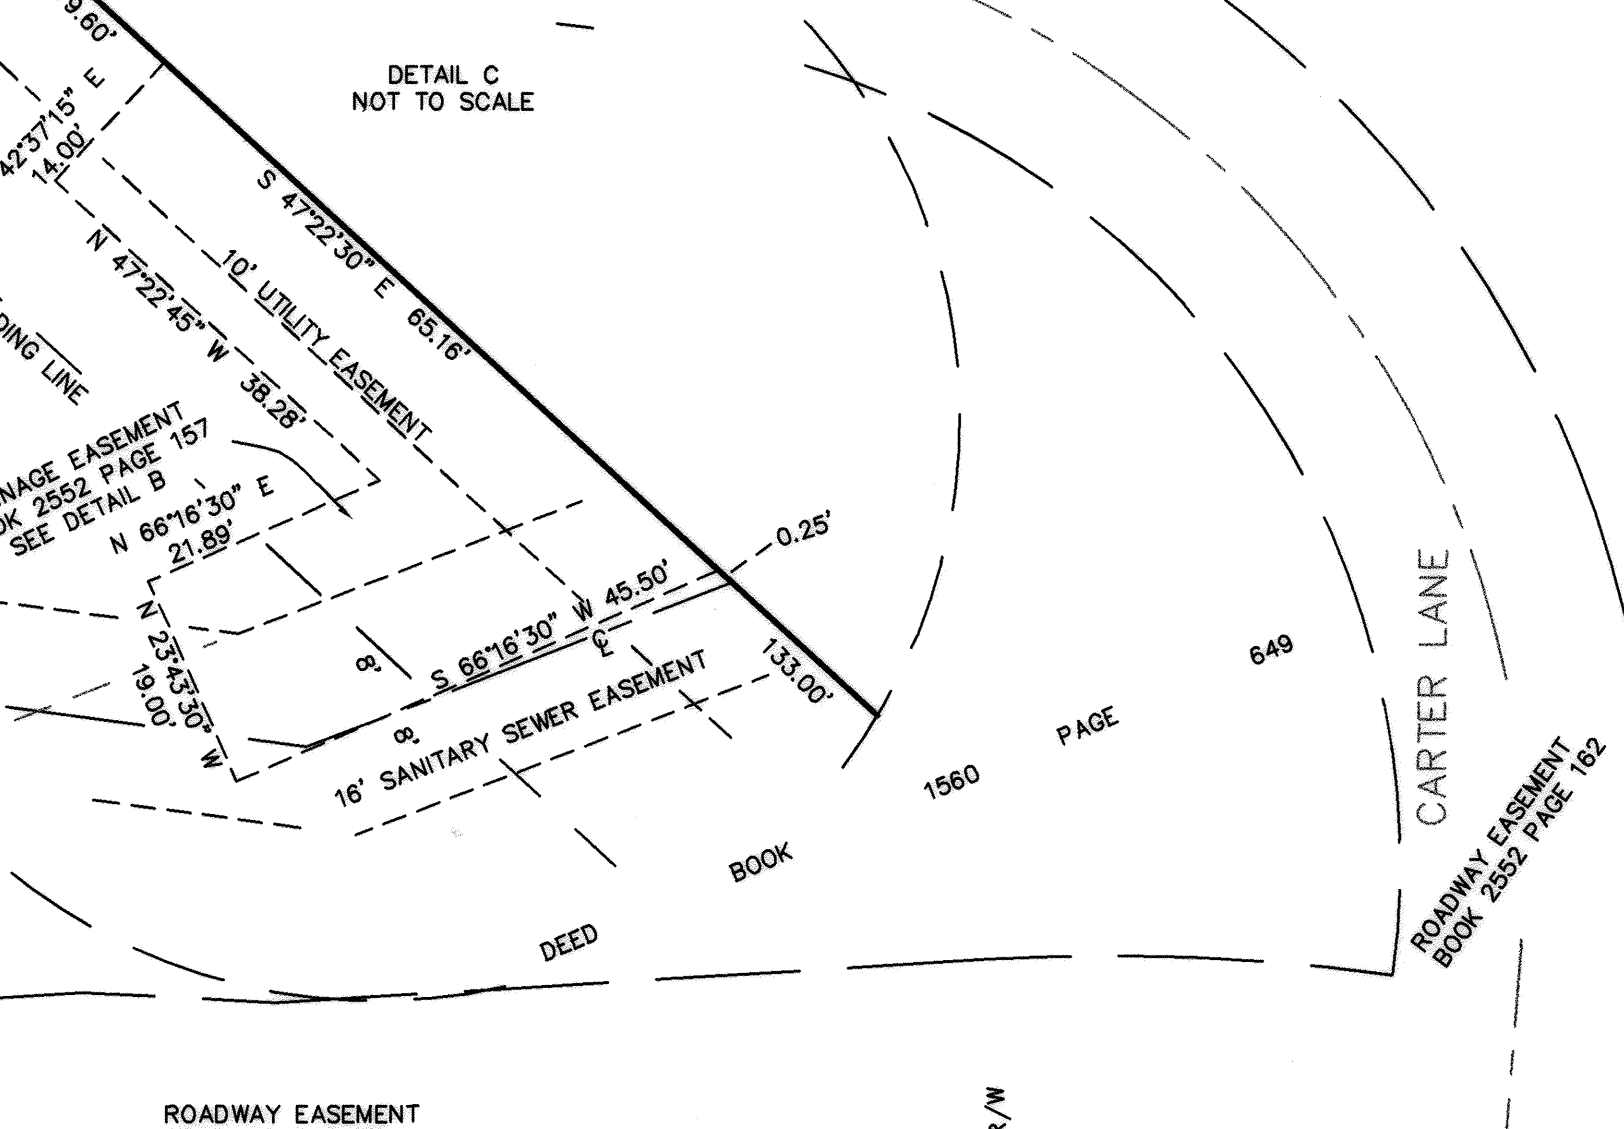 9.60'
DETAIL C
NOT TO SCALE
42°37'15" E
14.00'
S 47°22'30" E 65.16'
N 47°22'45" W 38.28'
10' UTILITY EASEMENT
LINE
EASEMENT
2552 PAGE 157
SEE DETAIL B
N 66°16'30" E
21.89'
0.25'
N 23°43'30" W
19.00'
8'
S 66°16'30" W 45.50'
℄
8'
16' SANITARY SEWER EASEMENT
133.00'
DEED BOOK 1560 PAGE 649
CARTER LANE
ROADWAY EASEMENT
BOOK 2552 PAGE 162
ROADWAY EASEMENT
R/W